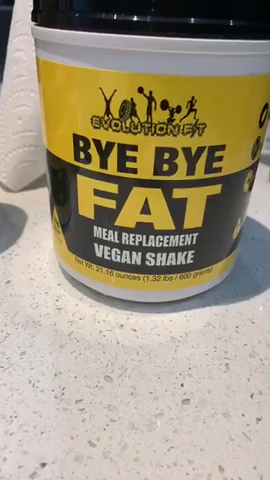 EVOLUTION FIT
BYE BYE
FAT
MEAL REPLACEMENT
VEGAN SHAKE
Net Wt. 21.16 ounces (1.32 lbs / 600 grams)